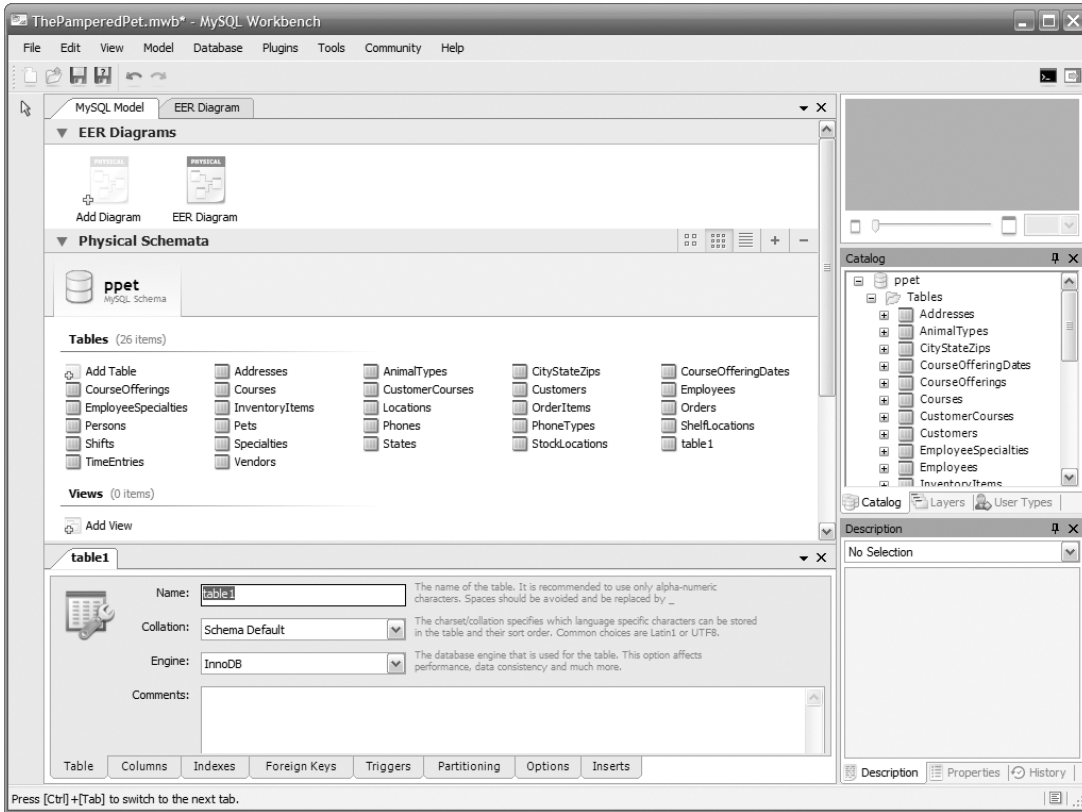 ThePamperedPet.mwb* - MySQL Workbench
File Edit View Model Database Plugins Tools Community Help
MySQL Model EER Diagram
EER Diagrams
PHYSICAL PHYSICAL
Add Diagram EER Diagram
Physical Schemata
ppet
MySQL Schema
Tables (26 items)
Add Table Addresses AnimalTypes CityStateZips CourseOfferingDates
CourseOfferings Courses CustomerCourses Customers Employees
EmployeeSpecialties InventoryItems Locations OrderItems Orders
Persons Pets Phones PhoneTypes ShelfLocations
Shifts Specialties States StockLocations table1
TimeEntries Vendors
Views (0 items)
Add View
table1
Name: table1 The name of the table. It is recommended to use only alpha-numeric
characters. Spaces should be avoided and be replaced by _
Collation: Schema Default The charset/collation specifies which language specific characters can be stored
in the table and their sort order. Common choices are Latin1 or UTF8.
Engine: InnoDB The database engine that is used for the table. This option affects
performance, data consistency and much more.
Comments:
Table Columns Indexes Foreign Keys Triggers Partitioning Options Inserts
Catalog
ppet
Tables
Addresses
AnimalTypes
CityStateZips
CourseOfferingDates
CourseOfferings
Courses
CustomerCourses
Customers
EmployeeSpecialties
Employees
InventoryItems
Catalog Layers User Types
Description
No Selection
Description Properties History
Press [Ctrl]+[Tab] to switch to the next tab.